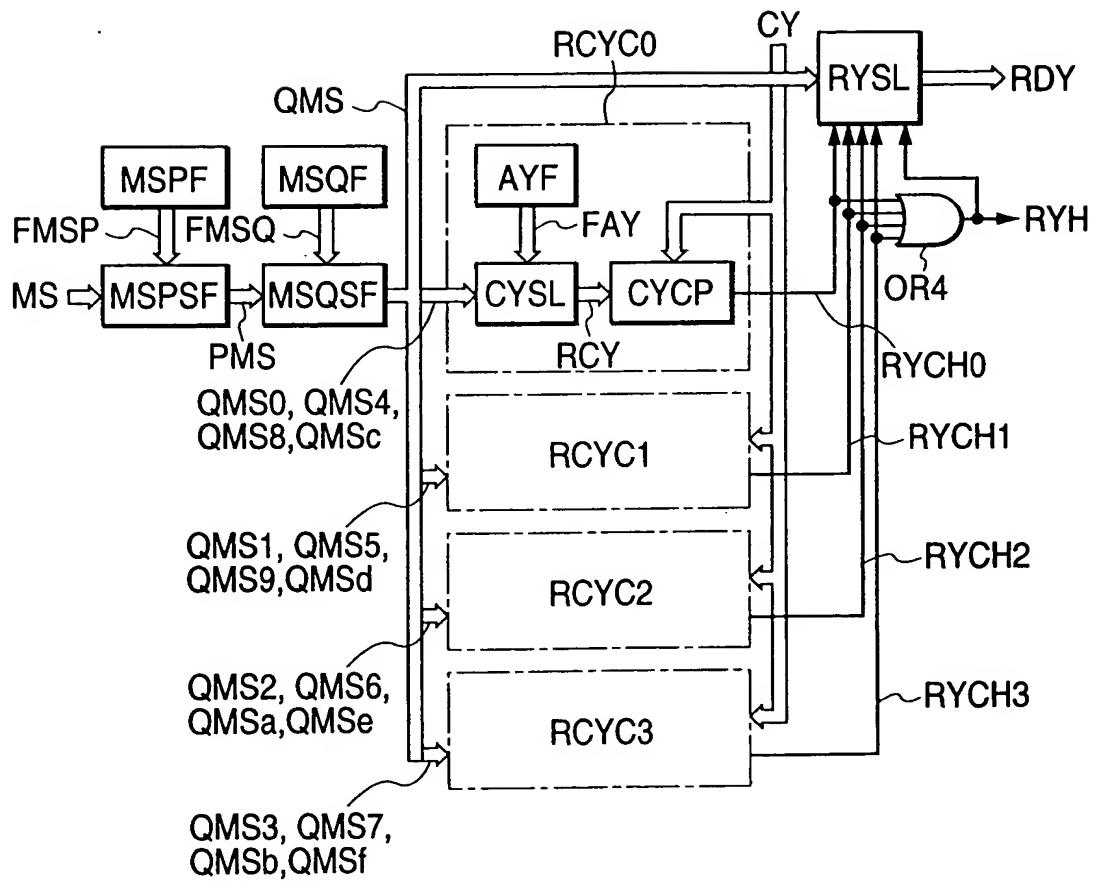 CY
RCYC0
RYSL
RDY
QMS
MSPF
MSQF
AYF
FMSP
FMSQ
FAY
RYH
MS
MSPSF
MSQSF
CYSL
CYCP
OR4
PMS
RCY
RYCH0
QMS0, QMS4,
QMS8,QMSc
RCYC1
RYCH1
QMS1, QMS5,
QMS9,QMSd
RCYC2
RYCH2
QMS2, QMS6,
QMSa,QMSe
RCYC3
RYCH3
QMS3, QMS7,
QMSb,QMSf